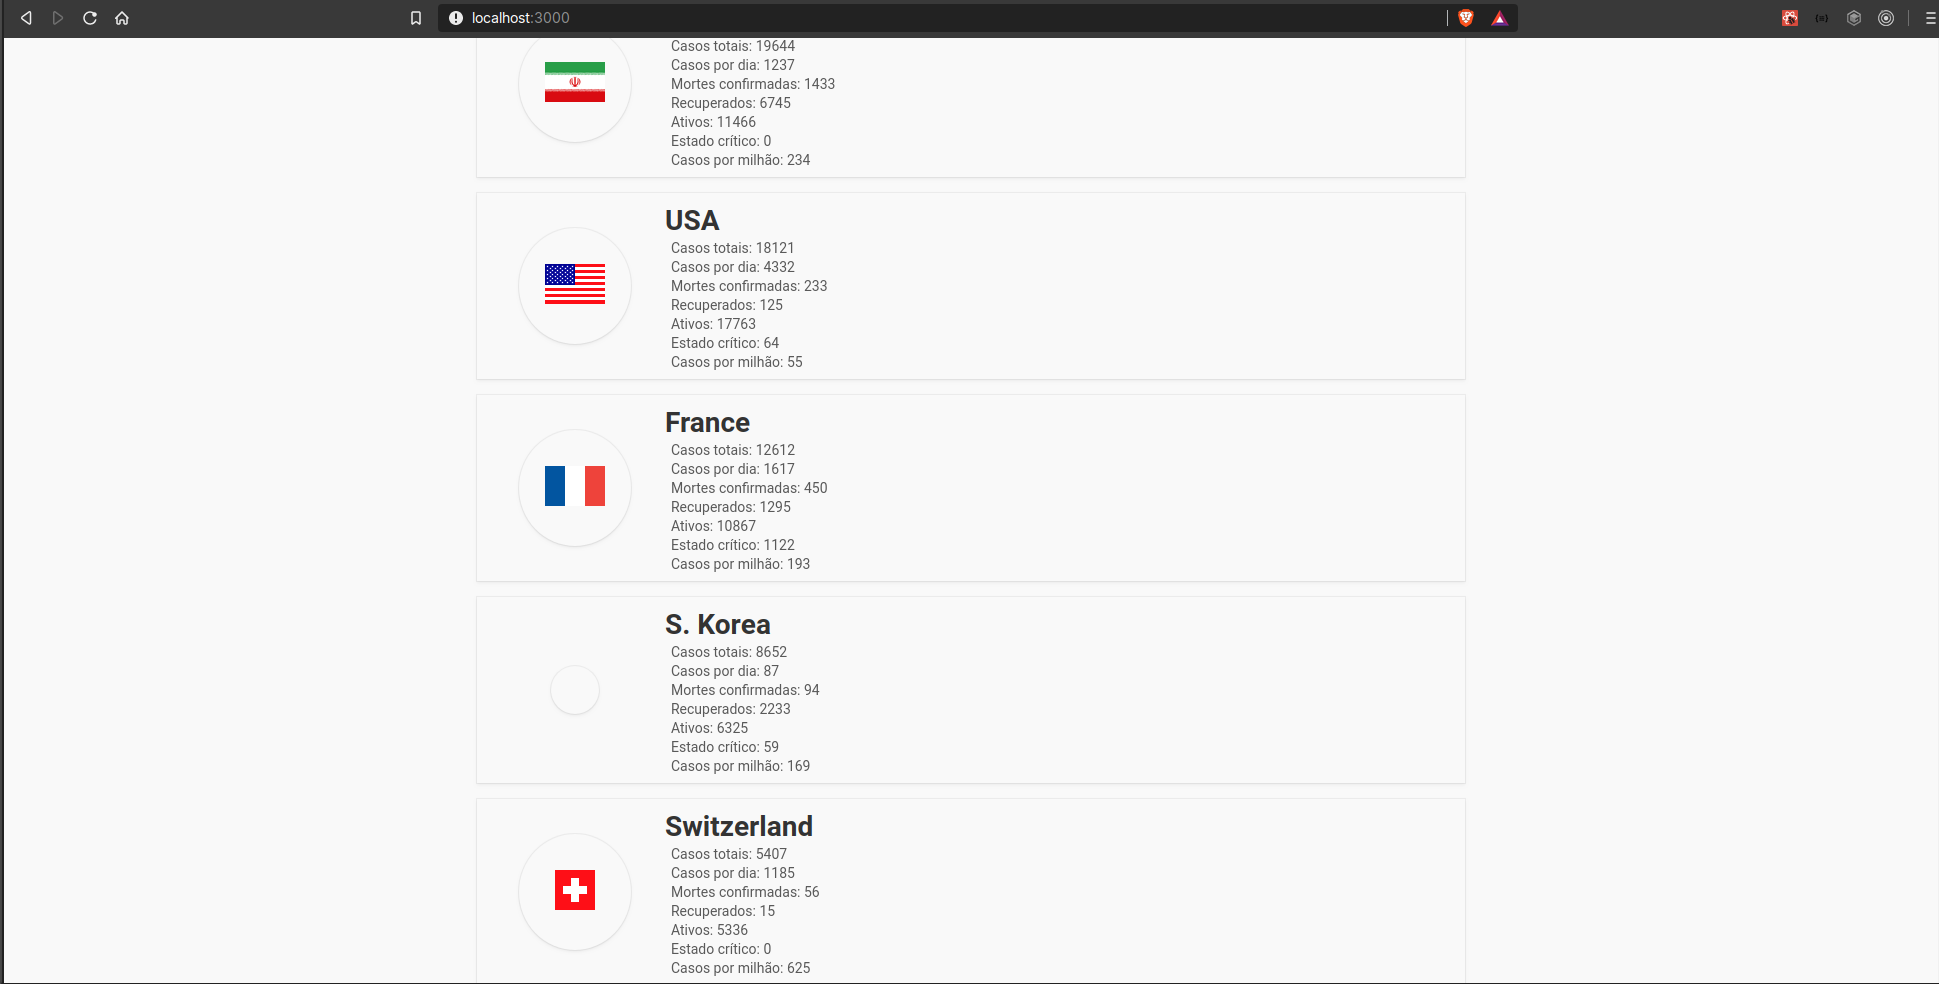 localhost:3000
Casos totais: 19644
Casos por dia: 1237
Mortes confirmadas: 1433
Recuperados: 6745
Ativos: 11466
Estado crítico: 0
Casos por milhão: 234
USA
Casos totais: 18121
Casos por dia: 4332
Mortes confirmadas: 233
Recuperados: 125
Ativos: 17763
Estado crítico: 64
Casos por milhão: 55
France
Casos totais: 12612
Casos por dia: 1617
Mortes confirmadas: 450
Recuperados: 1295
Ativos: 10867
Estado crítico: 1122
Casos por milhão: 193
S. Korea
Casos totais: 8652
Casos por dia: 87
Mortes confirmadas: 94
Recuperados: 2233
Ativos: 6325
Estado crítico: 59
Casos por milhão: 169
Switzerland
Casos totais: 5407
Casos por dia: 1185
Mortes confirmadas: 56
Recuperados: 15
Ativos: 5336
Estado crítico: 0
Casos por milhão: 625